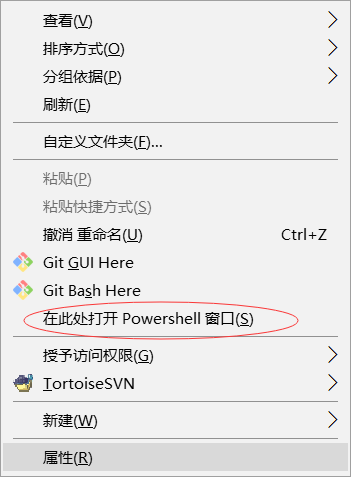 查看(V)
排序方式(O)
分组依据(P)
刷新(E)
自定义文件夹(F)...
粘贴(P)
粘贴快捷方式(S)
撤消 重命名(U) Ctrl+Z
Git GUI Here
Git Bash Here
在此处打开 Powershell 窗口(S)
授予访问权限(G)
TortoiseSVN
新建(W)
属性(R)